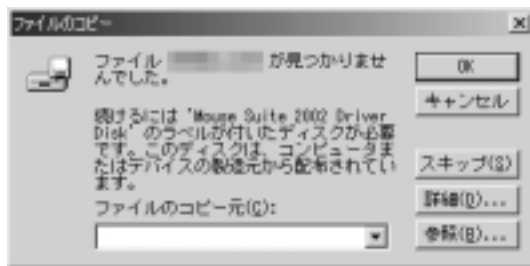 ファイルのコピー
ファイル が見つかりませ
んでした。
続けるには 'Mouse Suite 2002 Driver
Disk' のラベルが付いたディスクが必要
です。このディスクは、コンピュータま
たはデバイスの製造元から配布されてい
ます。
ファイルのコピー元(C):
OK
キャンセル
スキップ(S)
詳細(D)...
参照(B)...